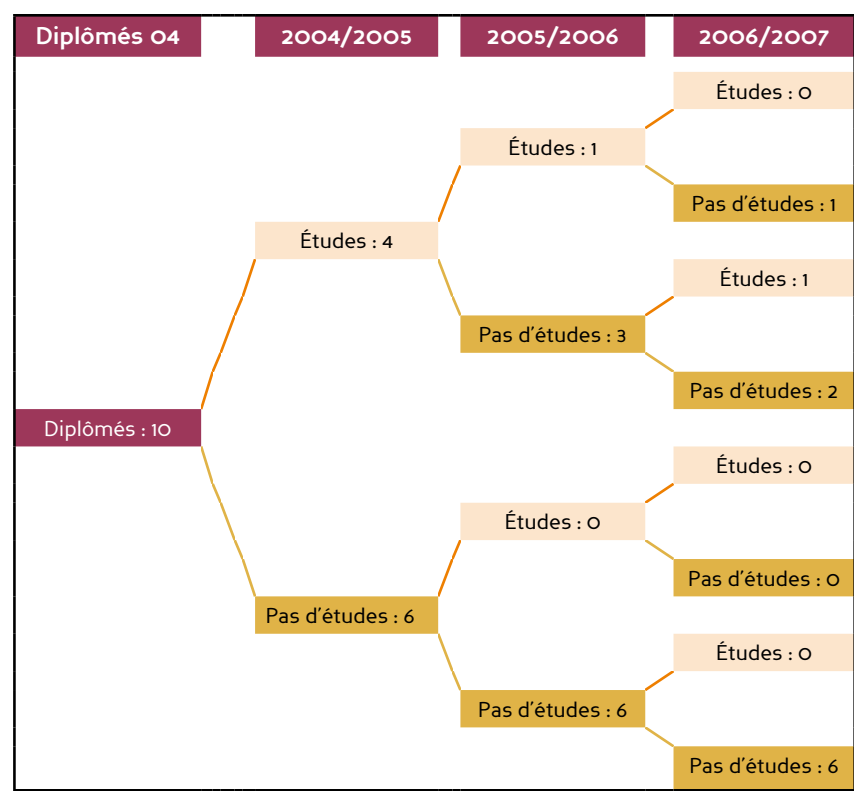 Diplômés 04 2004/2005 2005/2006 2006/2007
Études : 0
Études : 1
Pas d'études : 1
Études : 4
Études : 1
Pas d'études : 3
Pas d'études : 2
Diplômés : 10
Études : 0
Études : 0
Pas d'études : 0
Pas d'études : 6
Études : 0
Pas d'études : 6
Pas d'études : 6